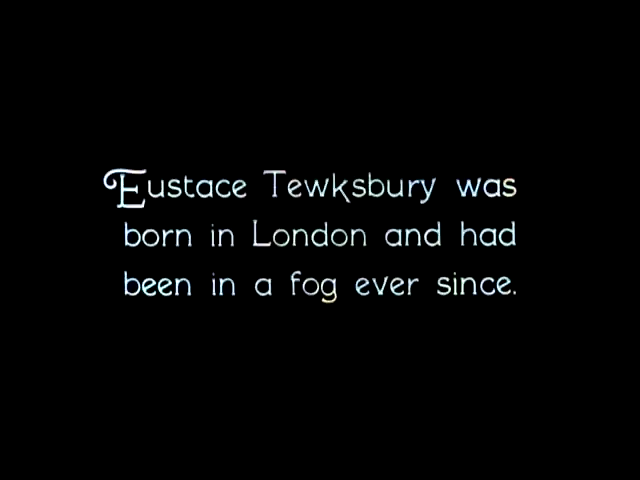 Eustace Tewksbury was
born in London and had
been in a fog ever since.